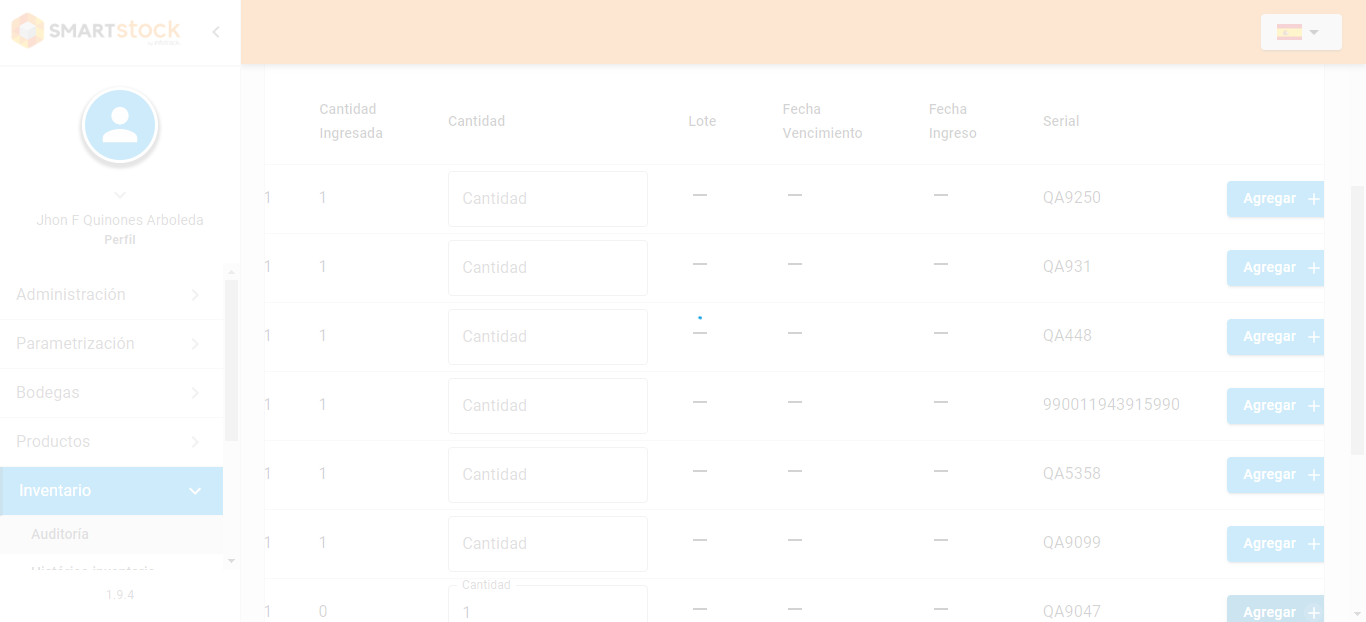 SMARTstock
Jhon F Quinones Arboleda
Perfil
Administración
Parametrización
Bodegas
Productos
Inventario
Auditoría
Histórico inventario
1.9.4
Cantidad Ingresada
Cantidad
Lote
Fecha Vencimiento
Fecha Ingreso
Serial
1 1 Cantidad — — — QA9250 Agregar +
1 1 Cantidad — — — QA931 Agregar +
1 1 Cantidad — — — QA448 Agregar +
1 1 Cantidad — — — 990011943915990 Agregar +
1 1 Cantidad — — — QA5358 Agregar +
1 1 Cantidad — — — QA9099 Agregar +
Cantidad
1 0 1 — — — QA9047 Agregar +